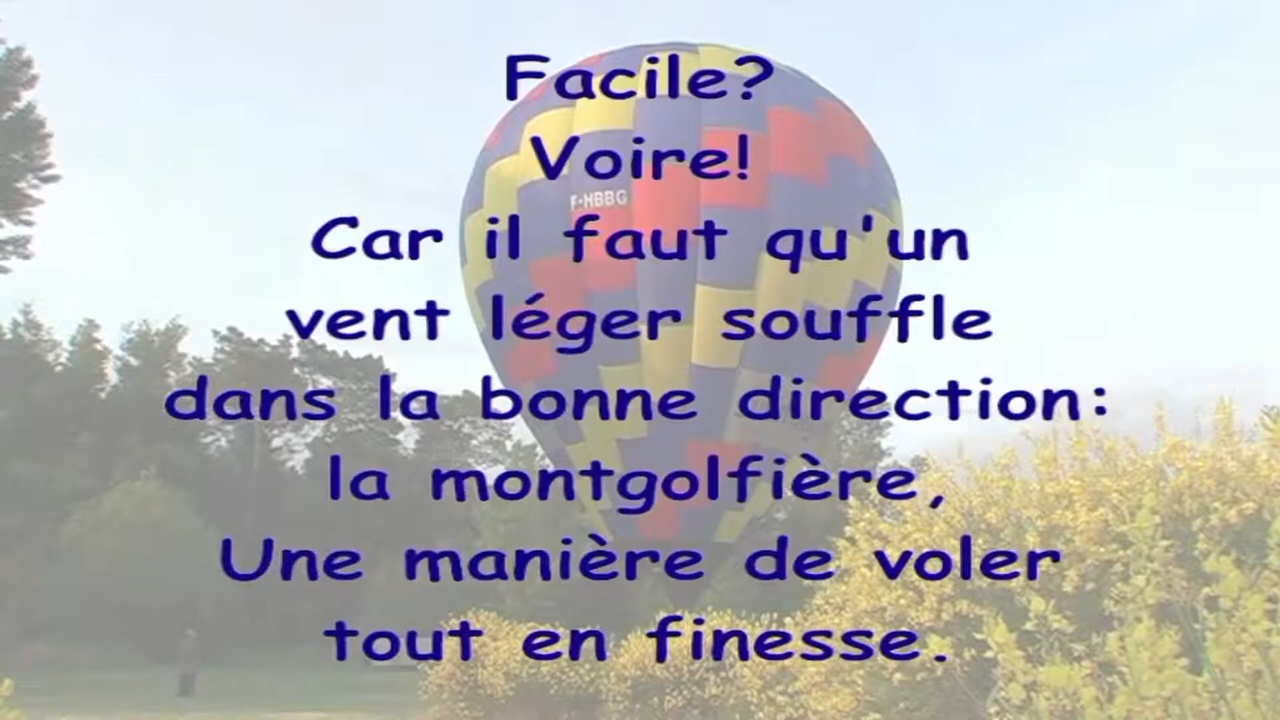 Facile?
Voire!
F-HBBG
Car il faut qu'un
vent léger souffle
dans la bonne direction:
la montgolfière,
Une manière de voler
tout en finesse.